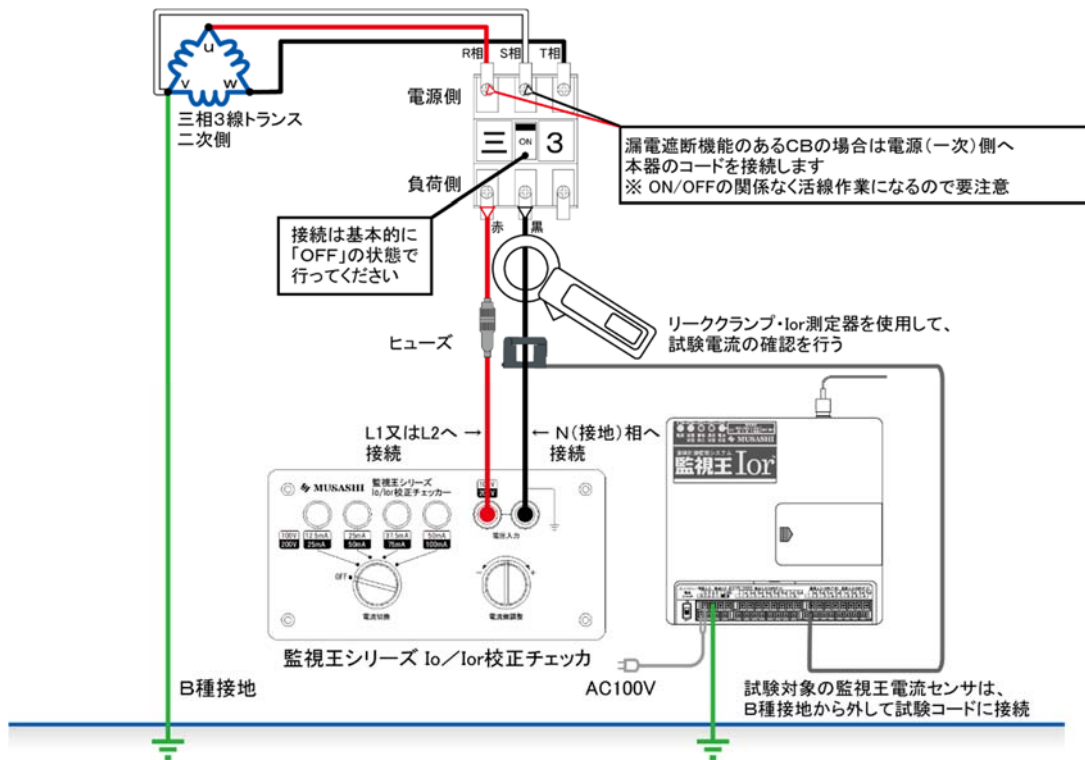 R相 S相 T相
u
v w
三相3線トランス
二次側
電源側
三 ON 3
負荷側
漏電遮断機能のあるCBの場合は電源(一次)側へ
本器のコードを接続します
※ ON/OFFの関係なく活線作業になるので要注意
接続は基本的に
「OFF」の状態で
行ってください
赤 黒
ヒューズ
リーククランプ・Ior測定器を使用して、
試験電流の確認を行う
L1又はL2へ →
接続
← N(接地)相へ
接続
MUSASHI
監視王シリーズ
Io/Ior校正チェッカー
100V
200V
100V 12.5mA 25mA 37.5mA 50mA
200V 25mA 50mA 75mA 100mA
電圧入力
OFF
- +
電流切換
電流微調整
監視王シリーズ Io/Ior校正チェッカ
MUSASHI
監視王 Ior
B種接地
AC100V
試験対象の監視王電流センサは、
B種接地から外して試験コードに接続